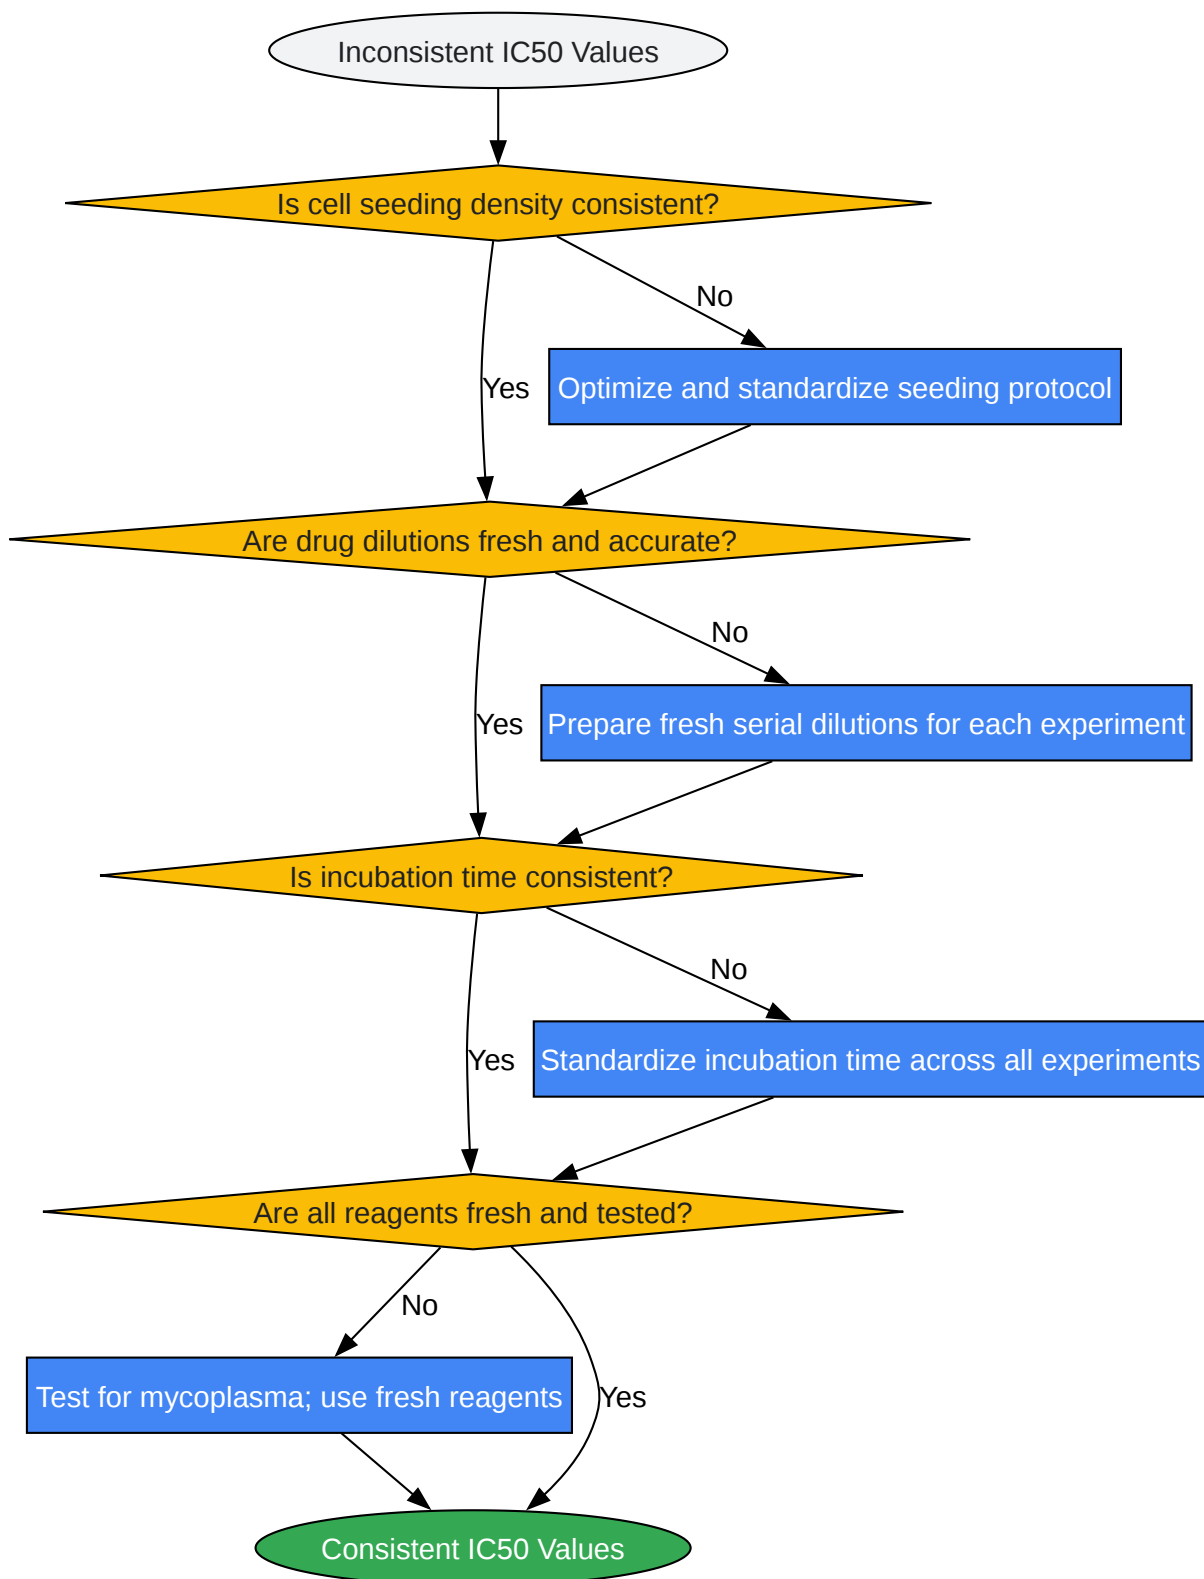 Inconsistent IC50 Values
Is cell seeding density consistent?
No
Yes
Optimize and standardize seeding protocol
Are drug dilutions fresh and accurate?
No
Yes
Prepare fresh serial dilutions for each experiment
Is incubation time consistent?
No
Yes
Standardize incubation time across all experiments
Are all reagents fresh and tested?
No
Test for mycoplasma; use fresh reagents
Yes
Consistent IC50 Values